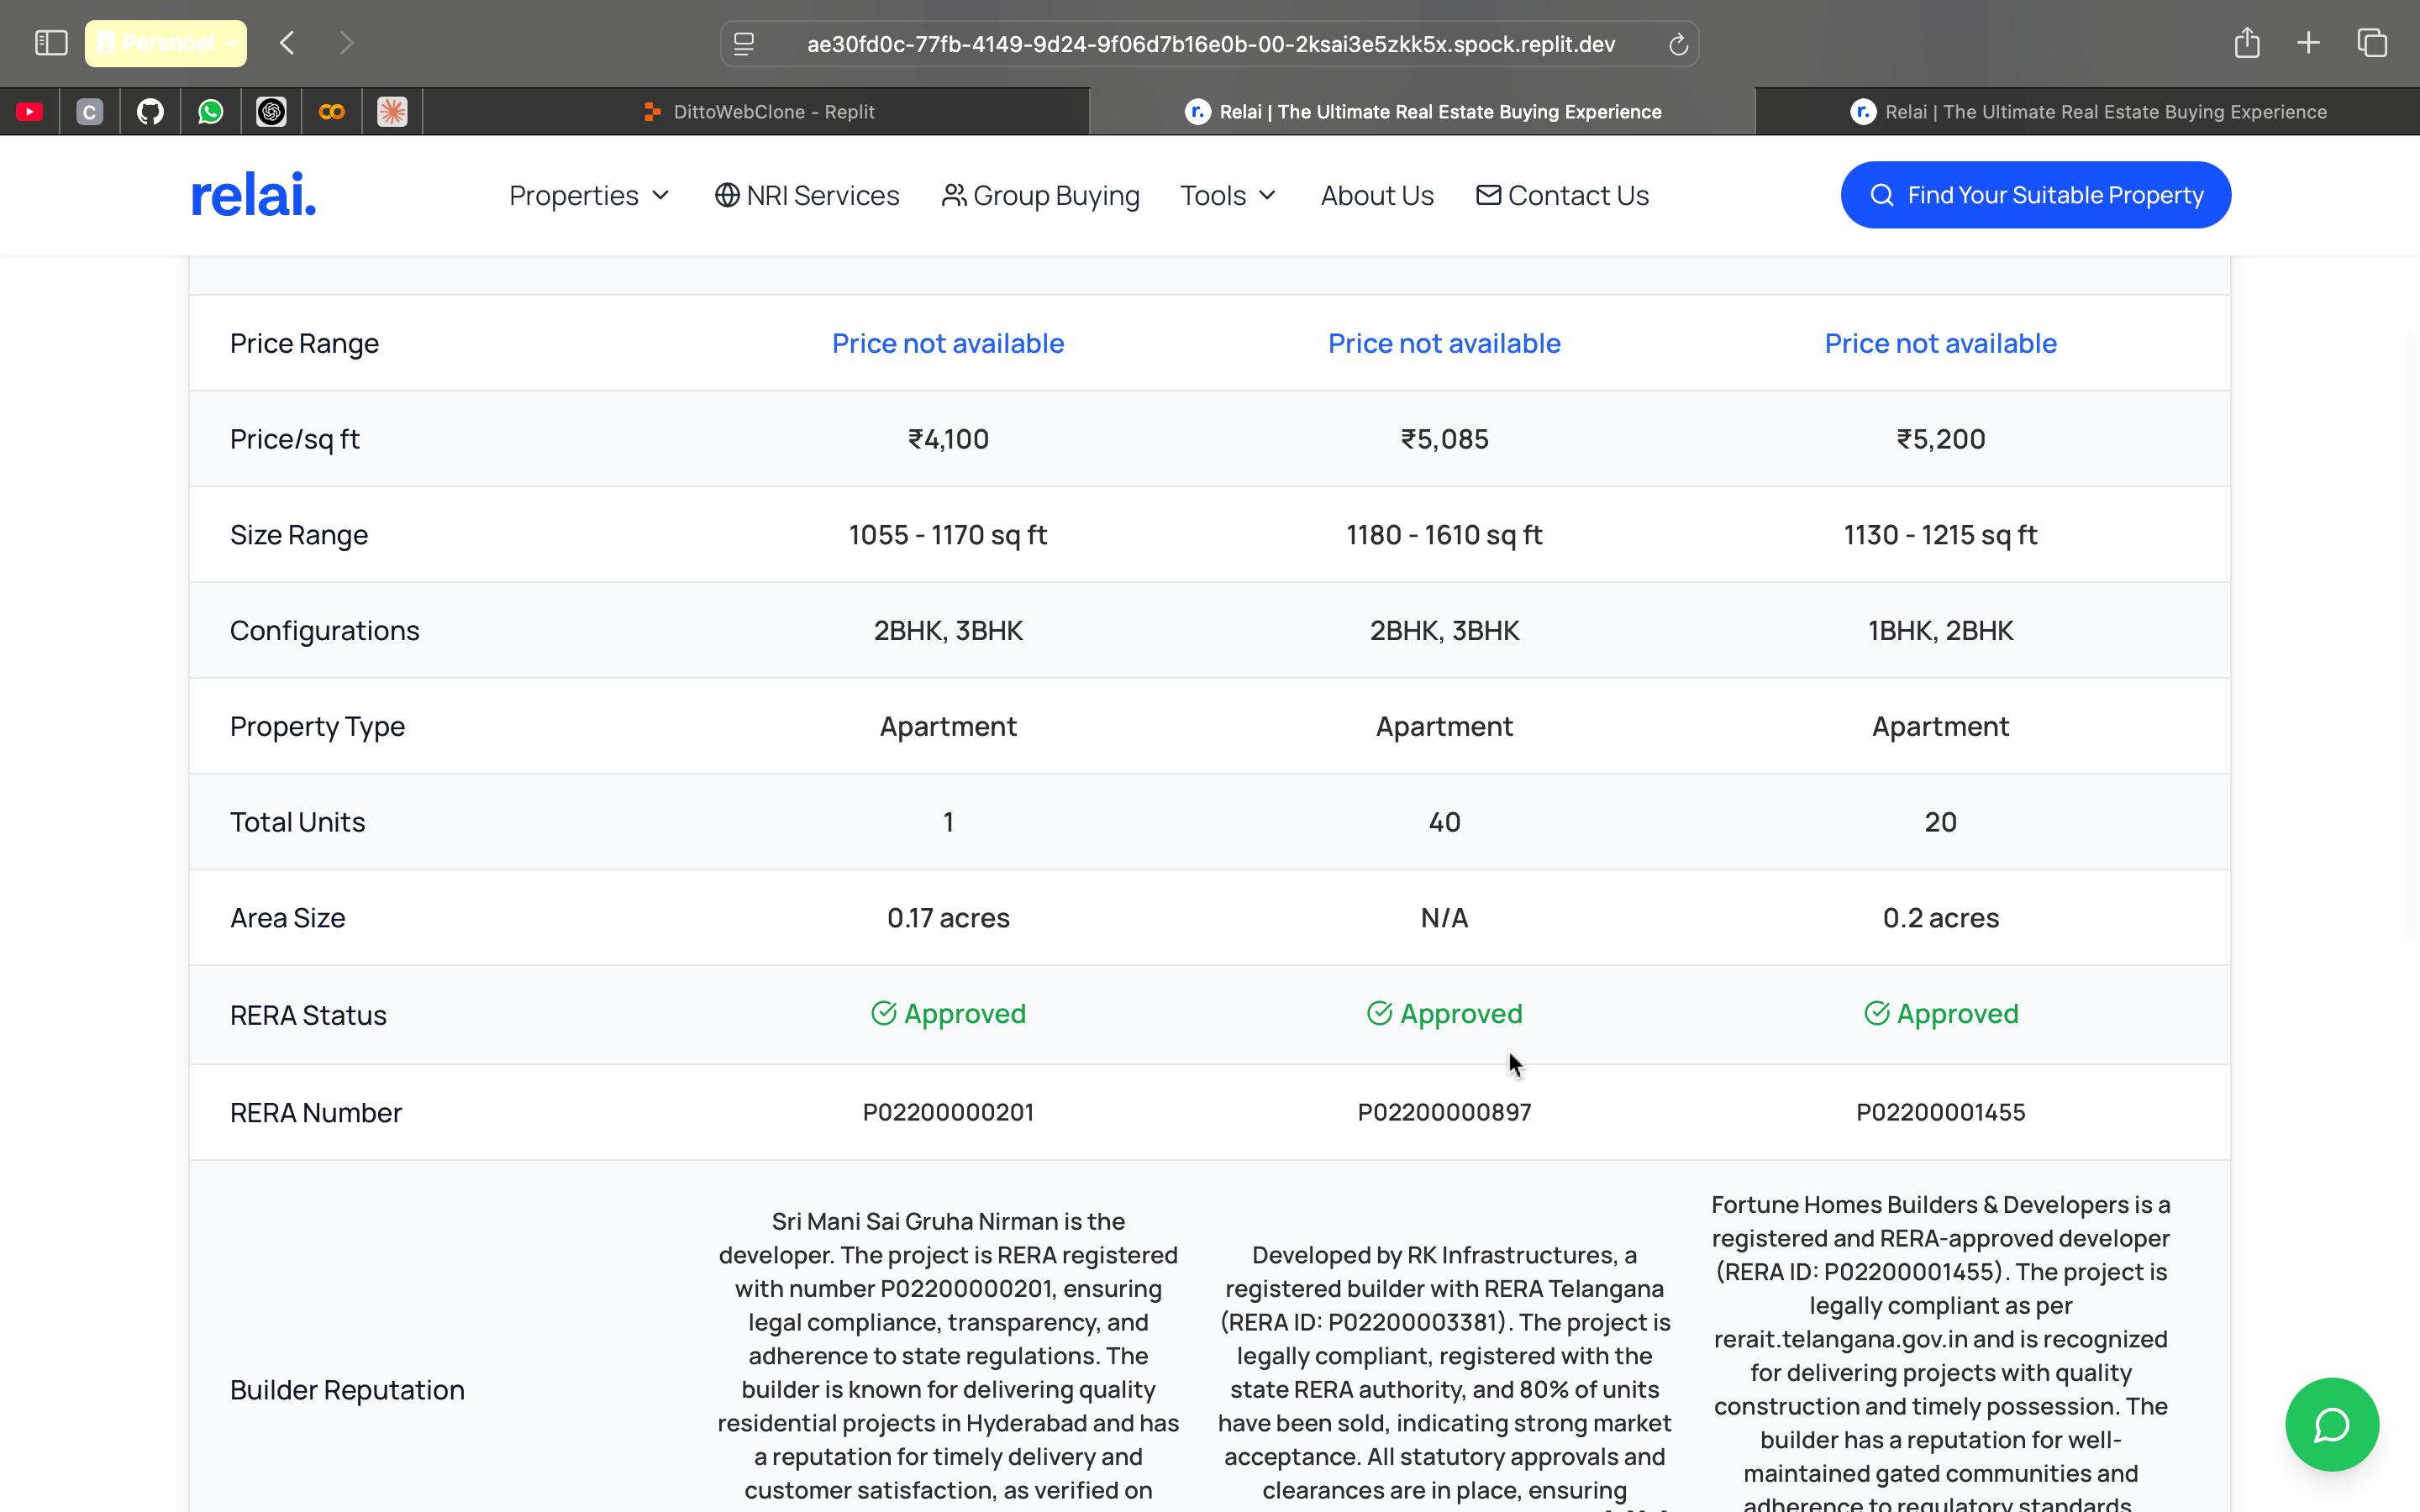 Persnoal
ae30fd0c-77fb-4149-9d24-9f06d7b16e0b-00-2ksai3e5zkk5x.spock.replit.dev
C
DittoWebClone - Replit
r. Relai | The Ultimate Real Estate Buying Experience
r. Relai | The Ultimate Real Estate Buying Experience
relai.
Properties
NRI Services
Group Buying
Tools
About Us
Contact Us
Find Your Suitable Property
Price Range Price not available Price not available Price not available
Price/sq ft ₹4,100 ₹5,085 ₹5,200
Size Range 1055 - 1170 sq ft 1180 - 1610 sq ft 1130 - 1215 sq ft
Configurations 2BHK, 3BHK 2BHK, 3BHK 1BHK, 2BHK
Property Type Apartment Apartment Apartment
Total Units 1 40 20
Area Size 0.17 acres N/A 0.2 acres
RERA Status Approved Approved Approved
RERA Number P02200000201 P02200000897 P02200001455
Builder Reputation
Sri Mani Sai Gruha Nirman is the
developer. The project is RERA registered
with number P02200000201, ensuring
legal compliance, transparency, and
adherence to state regulations. The
builder is known for delivering quality
residential projects in Hyderabad and has
a reputation for timely delivery and
customer satisfaction, as verified on
Developed by RK Infrastructures, a
registered builder with RERA Telangana
(RERA ID: P02200003381). The project is
legally compliant, registered with the
state RERA authority, and 80% of units
have been sold, indicating strong market
acceptance. All statutory approvals and
clearances are in place, ensuring
Fortune Homes Builders & Developers is a
registered and RERA-approved developer
(RERA ID: P02200001455). The project is
legally compliant as per
rerait.telangana.gov.in and is recognized
for delivering projects with quality
construction and timely possession. The
builder has a reputation for well-
maintained gated communities and
adherence to regulatory standards